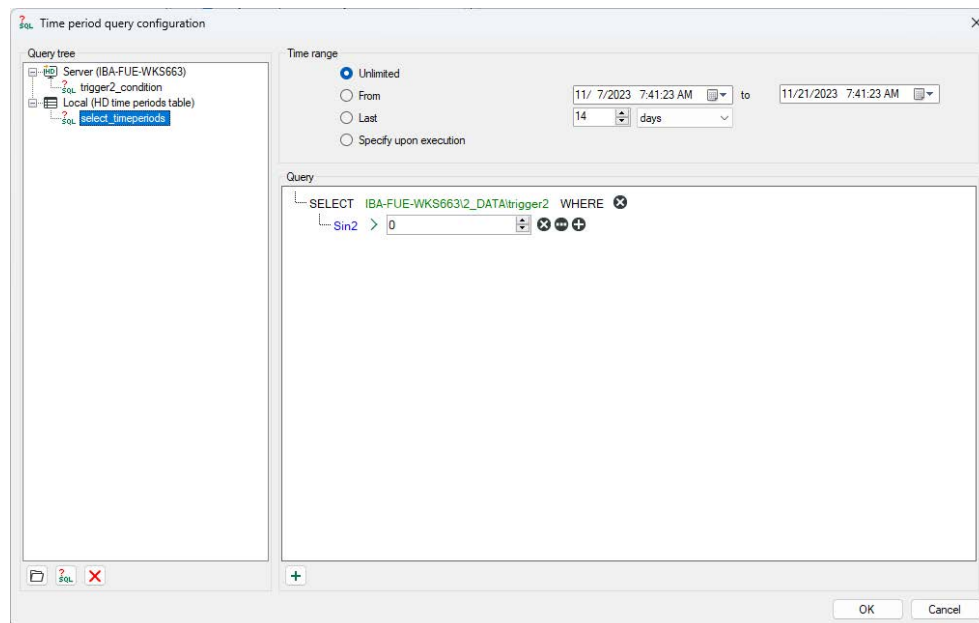 Time period query configuration
Query tree
Server (IBA-FUE-WKS663)
trigger2_condition
Local (HD time periods table)
select_timeperiods
Time range
Unlimited
From 11/ 7/2023 7:41:23 AM to 11/21/2023 7:41:23 AM
Last 14 days
Specify upon execution
Query
SELECT IBA-FUE-WKS663\2_DATA\trigger2 WHERE
Sin2 > 0
OK Cancel